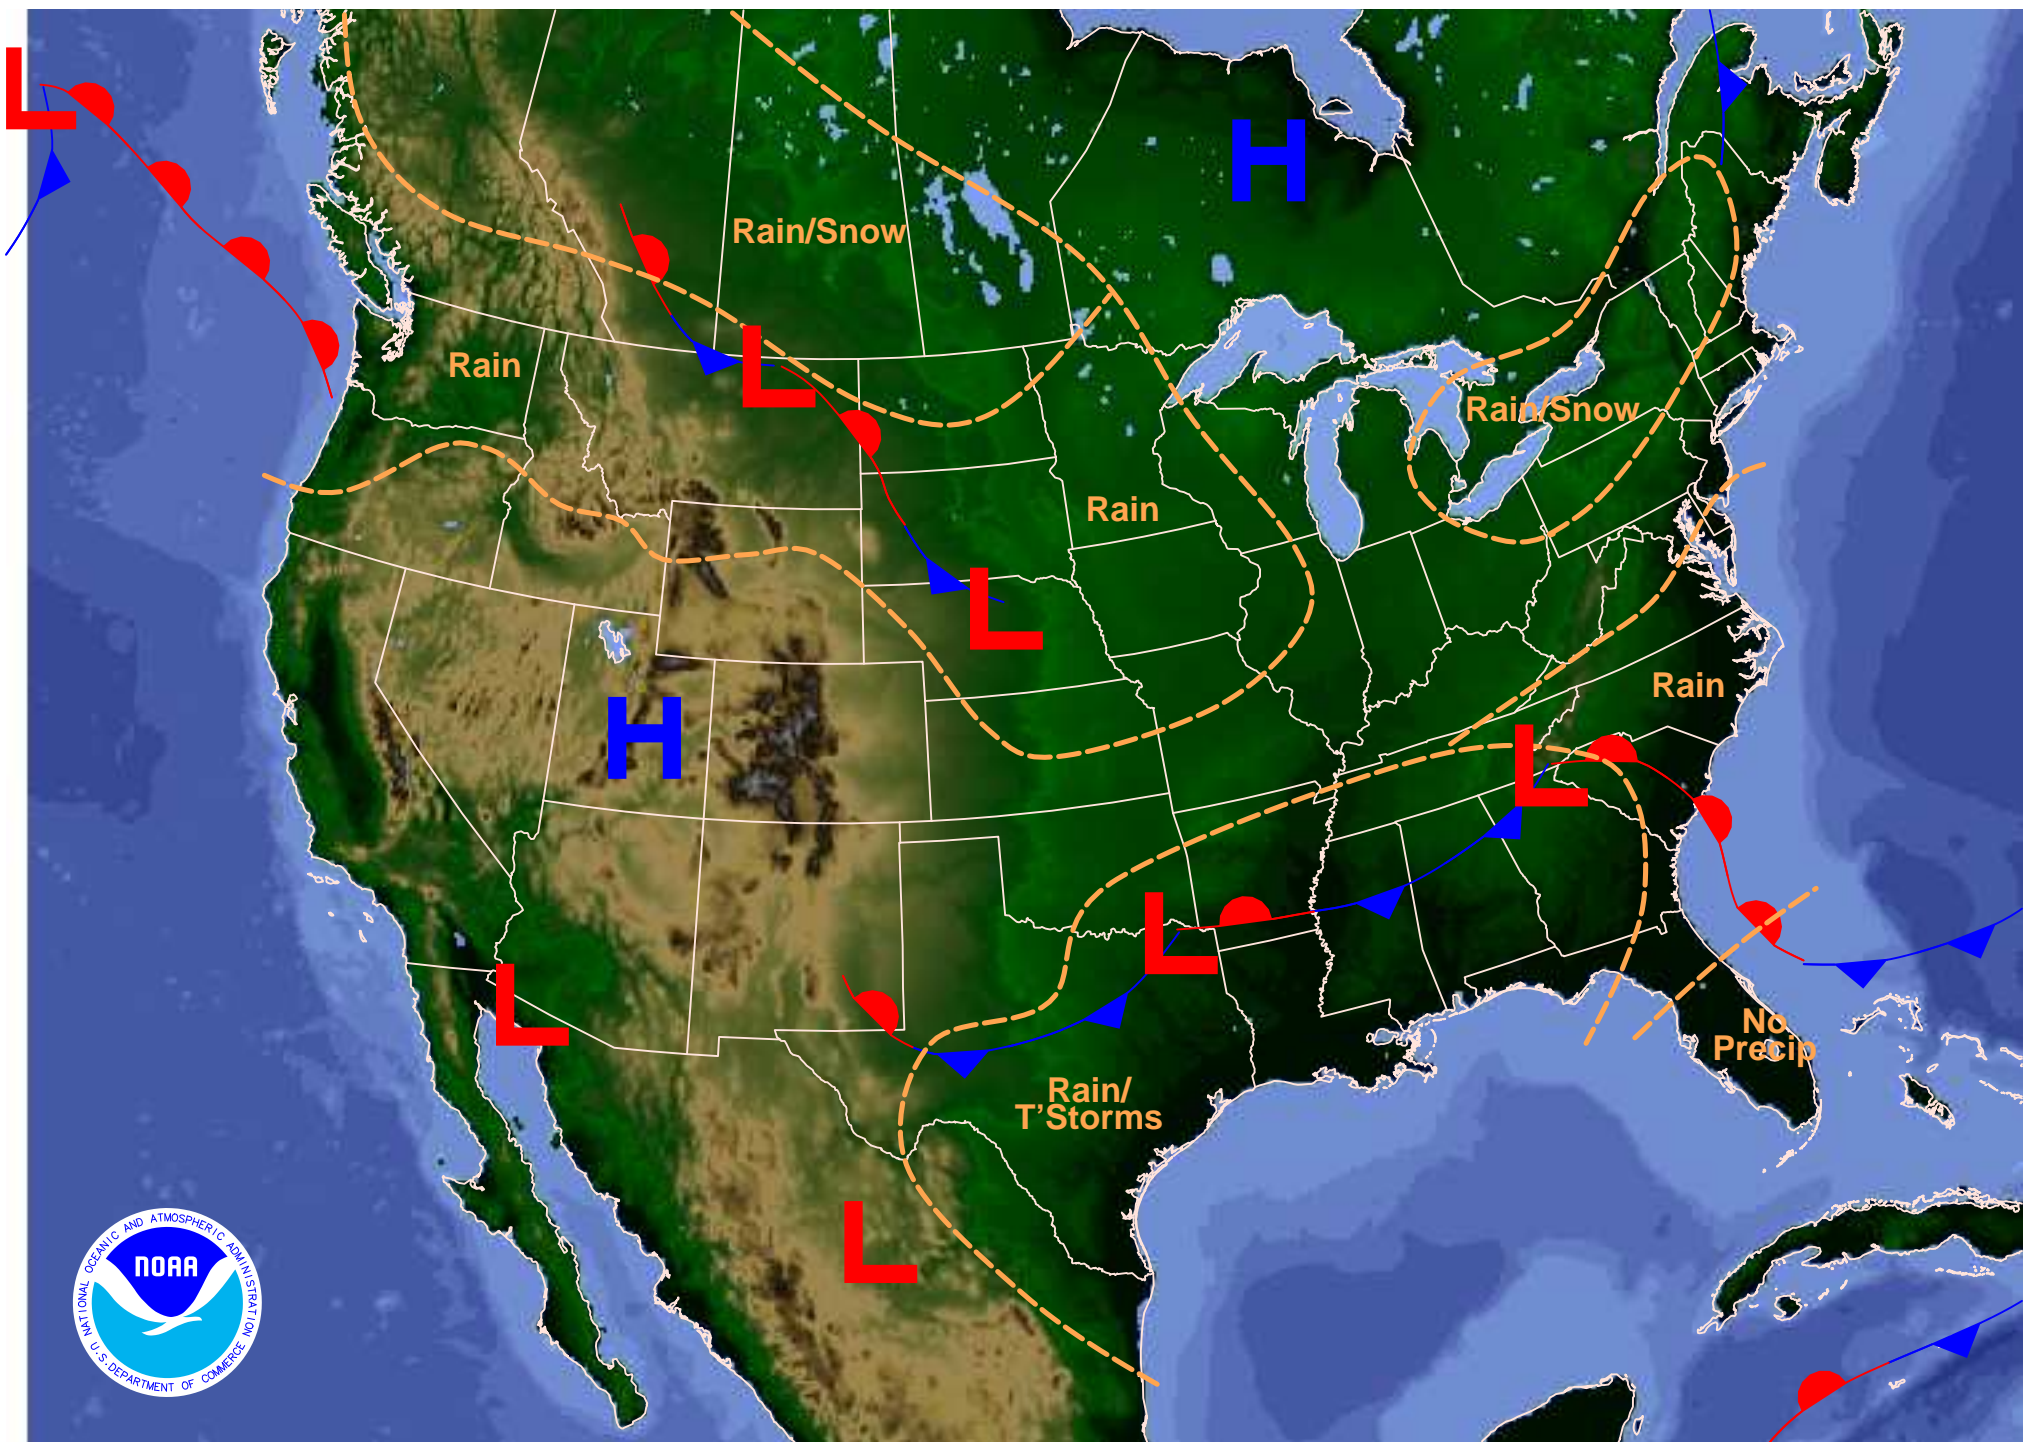 L
H
Rain/Snow
Rain
L
Rain/Snow
Rain
L
H
Rain
L
L
L
No
Precip
Rain/
T'Storms
L
NATIONAL OCEANIC AND ATMOSPHERIC ADMINISTRATION
NOAA
U.S. DEPARTMENT OF COMMERCE